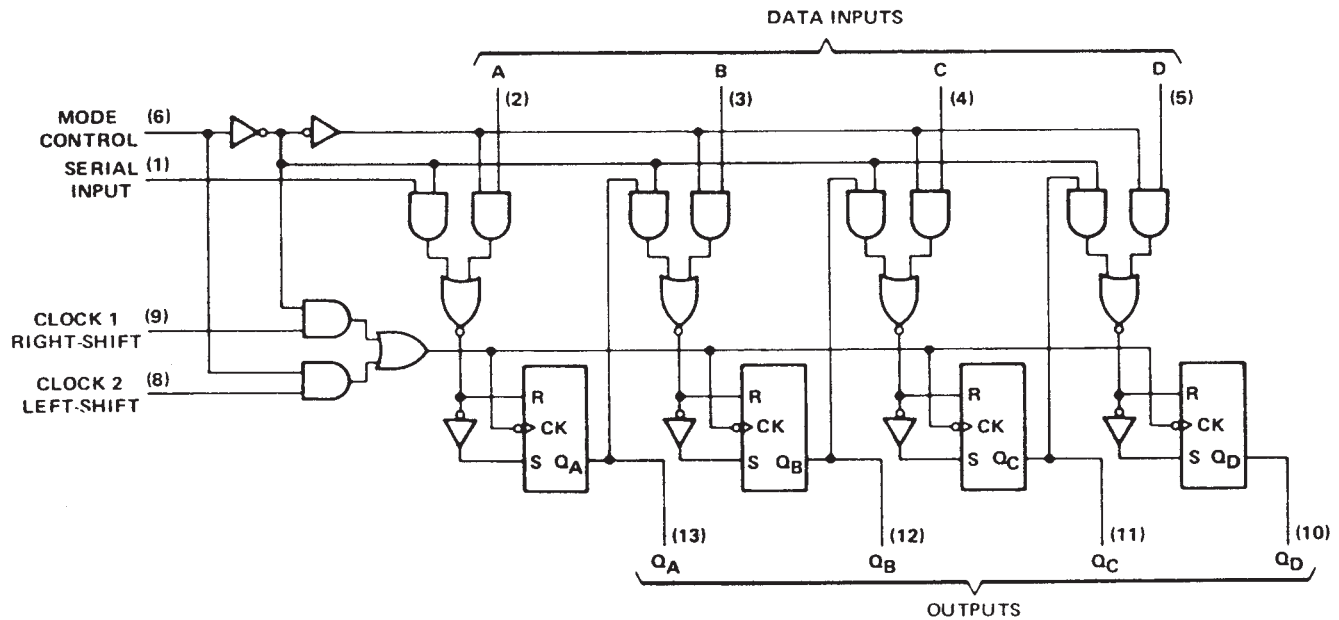 DATA INPUTS
A B C D
(2) (3) (4) (5)
MODE (6)
CONTROL
SERIAL (1)
INPUT
CLOCK 1 (9)
RIGHT-SHIFT
CLOCK 2 (8)
LEFT-SHIFT
R R R R
CK CK CK CK
S QA S QB S QC S QD
(13) (12) (11) (10)
QA QB QC QD
OUTPUTS